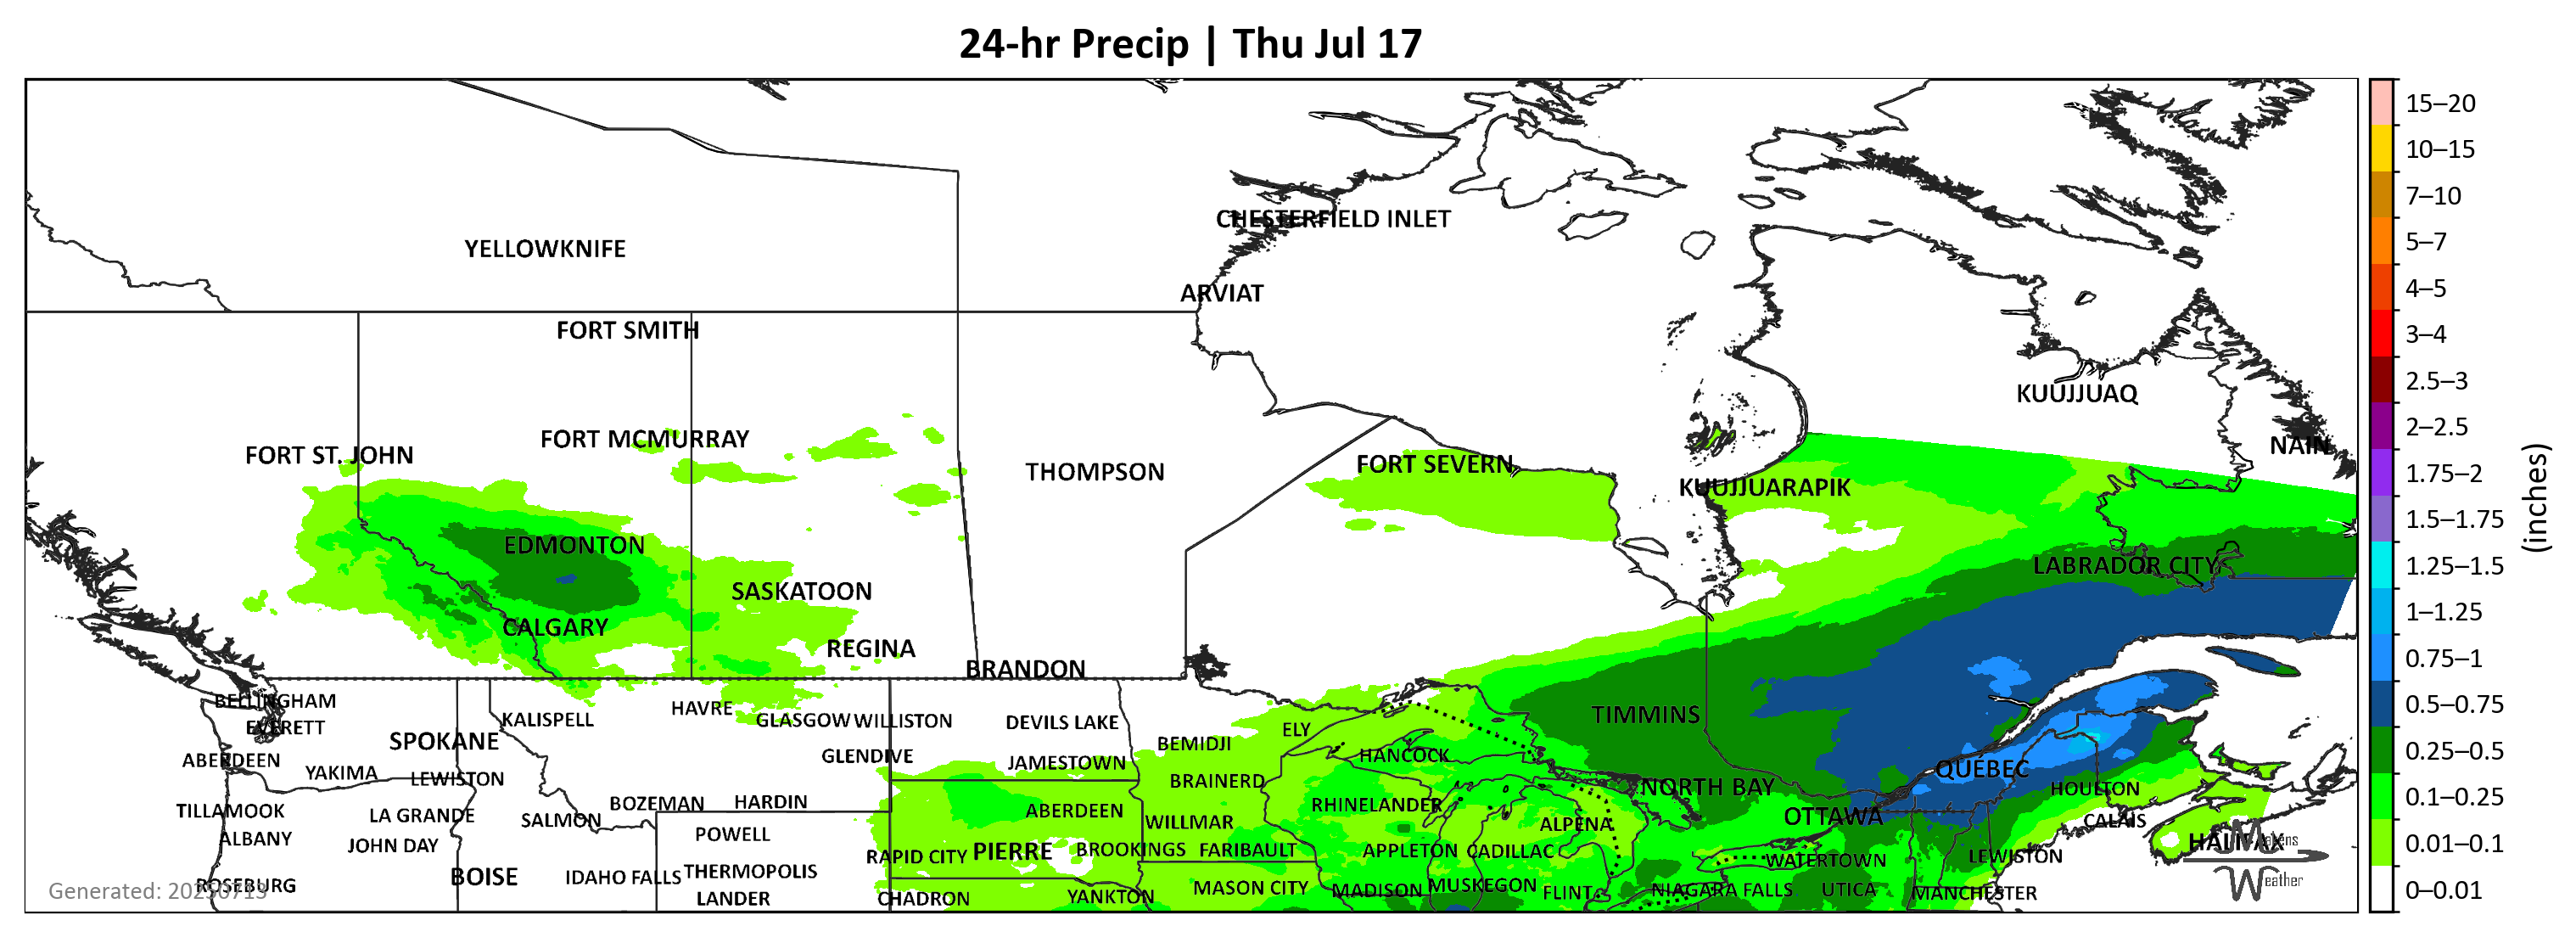 24-hr Precip | Thu Jul 17
CHESTERFIELD INLET
YELLOWKNIFE
ARVIAT
FORT SMITH
KUUJJUAQ
FORT MCMURRAY
NAIN
FORT ST. JOHN
THOMPSON
FORT SEVERN
KUUJJUARAPIK
EDMONTON
LABRADOR CITY
SASKATOON
CALGARY
REGINA
BRANDON
BELLINGHAM
HAVRE
KALISPELL
GLASGOW
WILLISTON
DEVILS LAKE
TIMMINS
EVERETT
ELY
SPOKANE
BEMIDJI
ABERDEEN
GLENDIVE
JAMESTOWN
HANCOCK
QUÉBEC
YAKIMA
LEWISTON
BRAINERD
NORTH BAY
HOULTON
BOZEMAN
HARDIN
RHINELANDER
TILLAMOOK
LA GRANDE
SALMON
ABERDEEN
WILLMAR
ALPENA
OTTAWA
CALAIS
ALBANY
JOHN DAY
POWELL
HALIFAX
RAPID CITY
PIERRE
BROOKINGS
FARIBAULT
APPLETON
CADILLAC
WATERTOWN
LEWISTON
BOISE
IDAHO FALLS
THERMOPOLIS
ROSEBURG
MASON CITY
MADISON
MUSKEGON
FLINT
NIAGARA FALLS
UTICA
MANCHESTER
LANDER
CHADRON
YANKTON
Generated: 20250713
Weather
15–20
10–15
7–10
5–7
4–5
3–4
2.5–3
2–2.5
1.75–2
1.5–1.75
1.25–1.5
1–1.25
0.75–1
0.5–0.75
0.25–0.5
0.1–0.25
0.01–0.1
0–0.01
(inches)